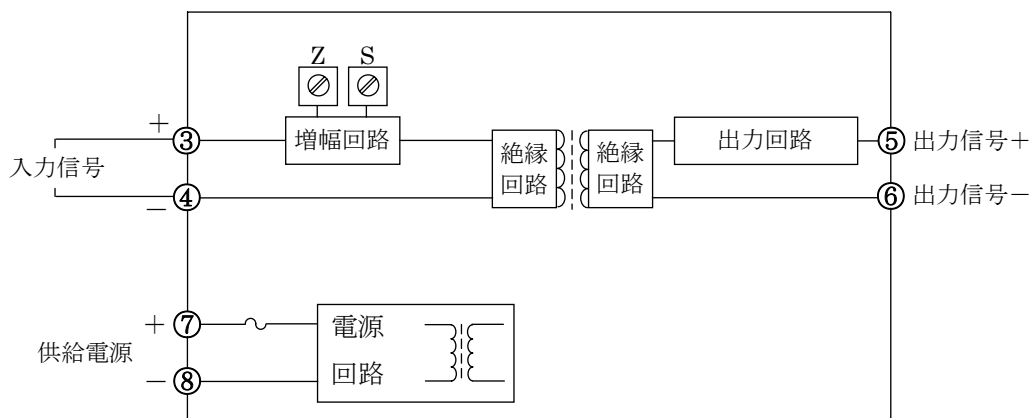 Z S
+ ③ 増幅回路 絶縁 絶縁 出力回路 ⑤ 出力信号+
回路 回路
入力信号
− ④ ⑥ 出力信号−
+ ⑦ 電源
供給電源
− ⑧ 回路